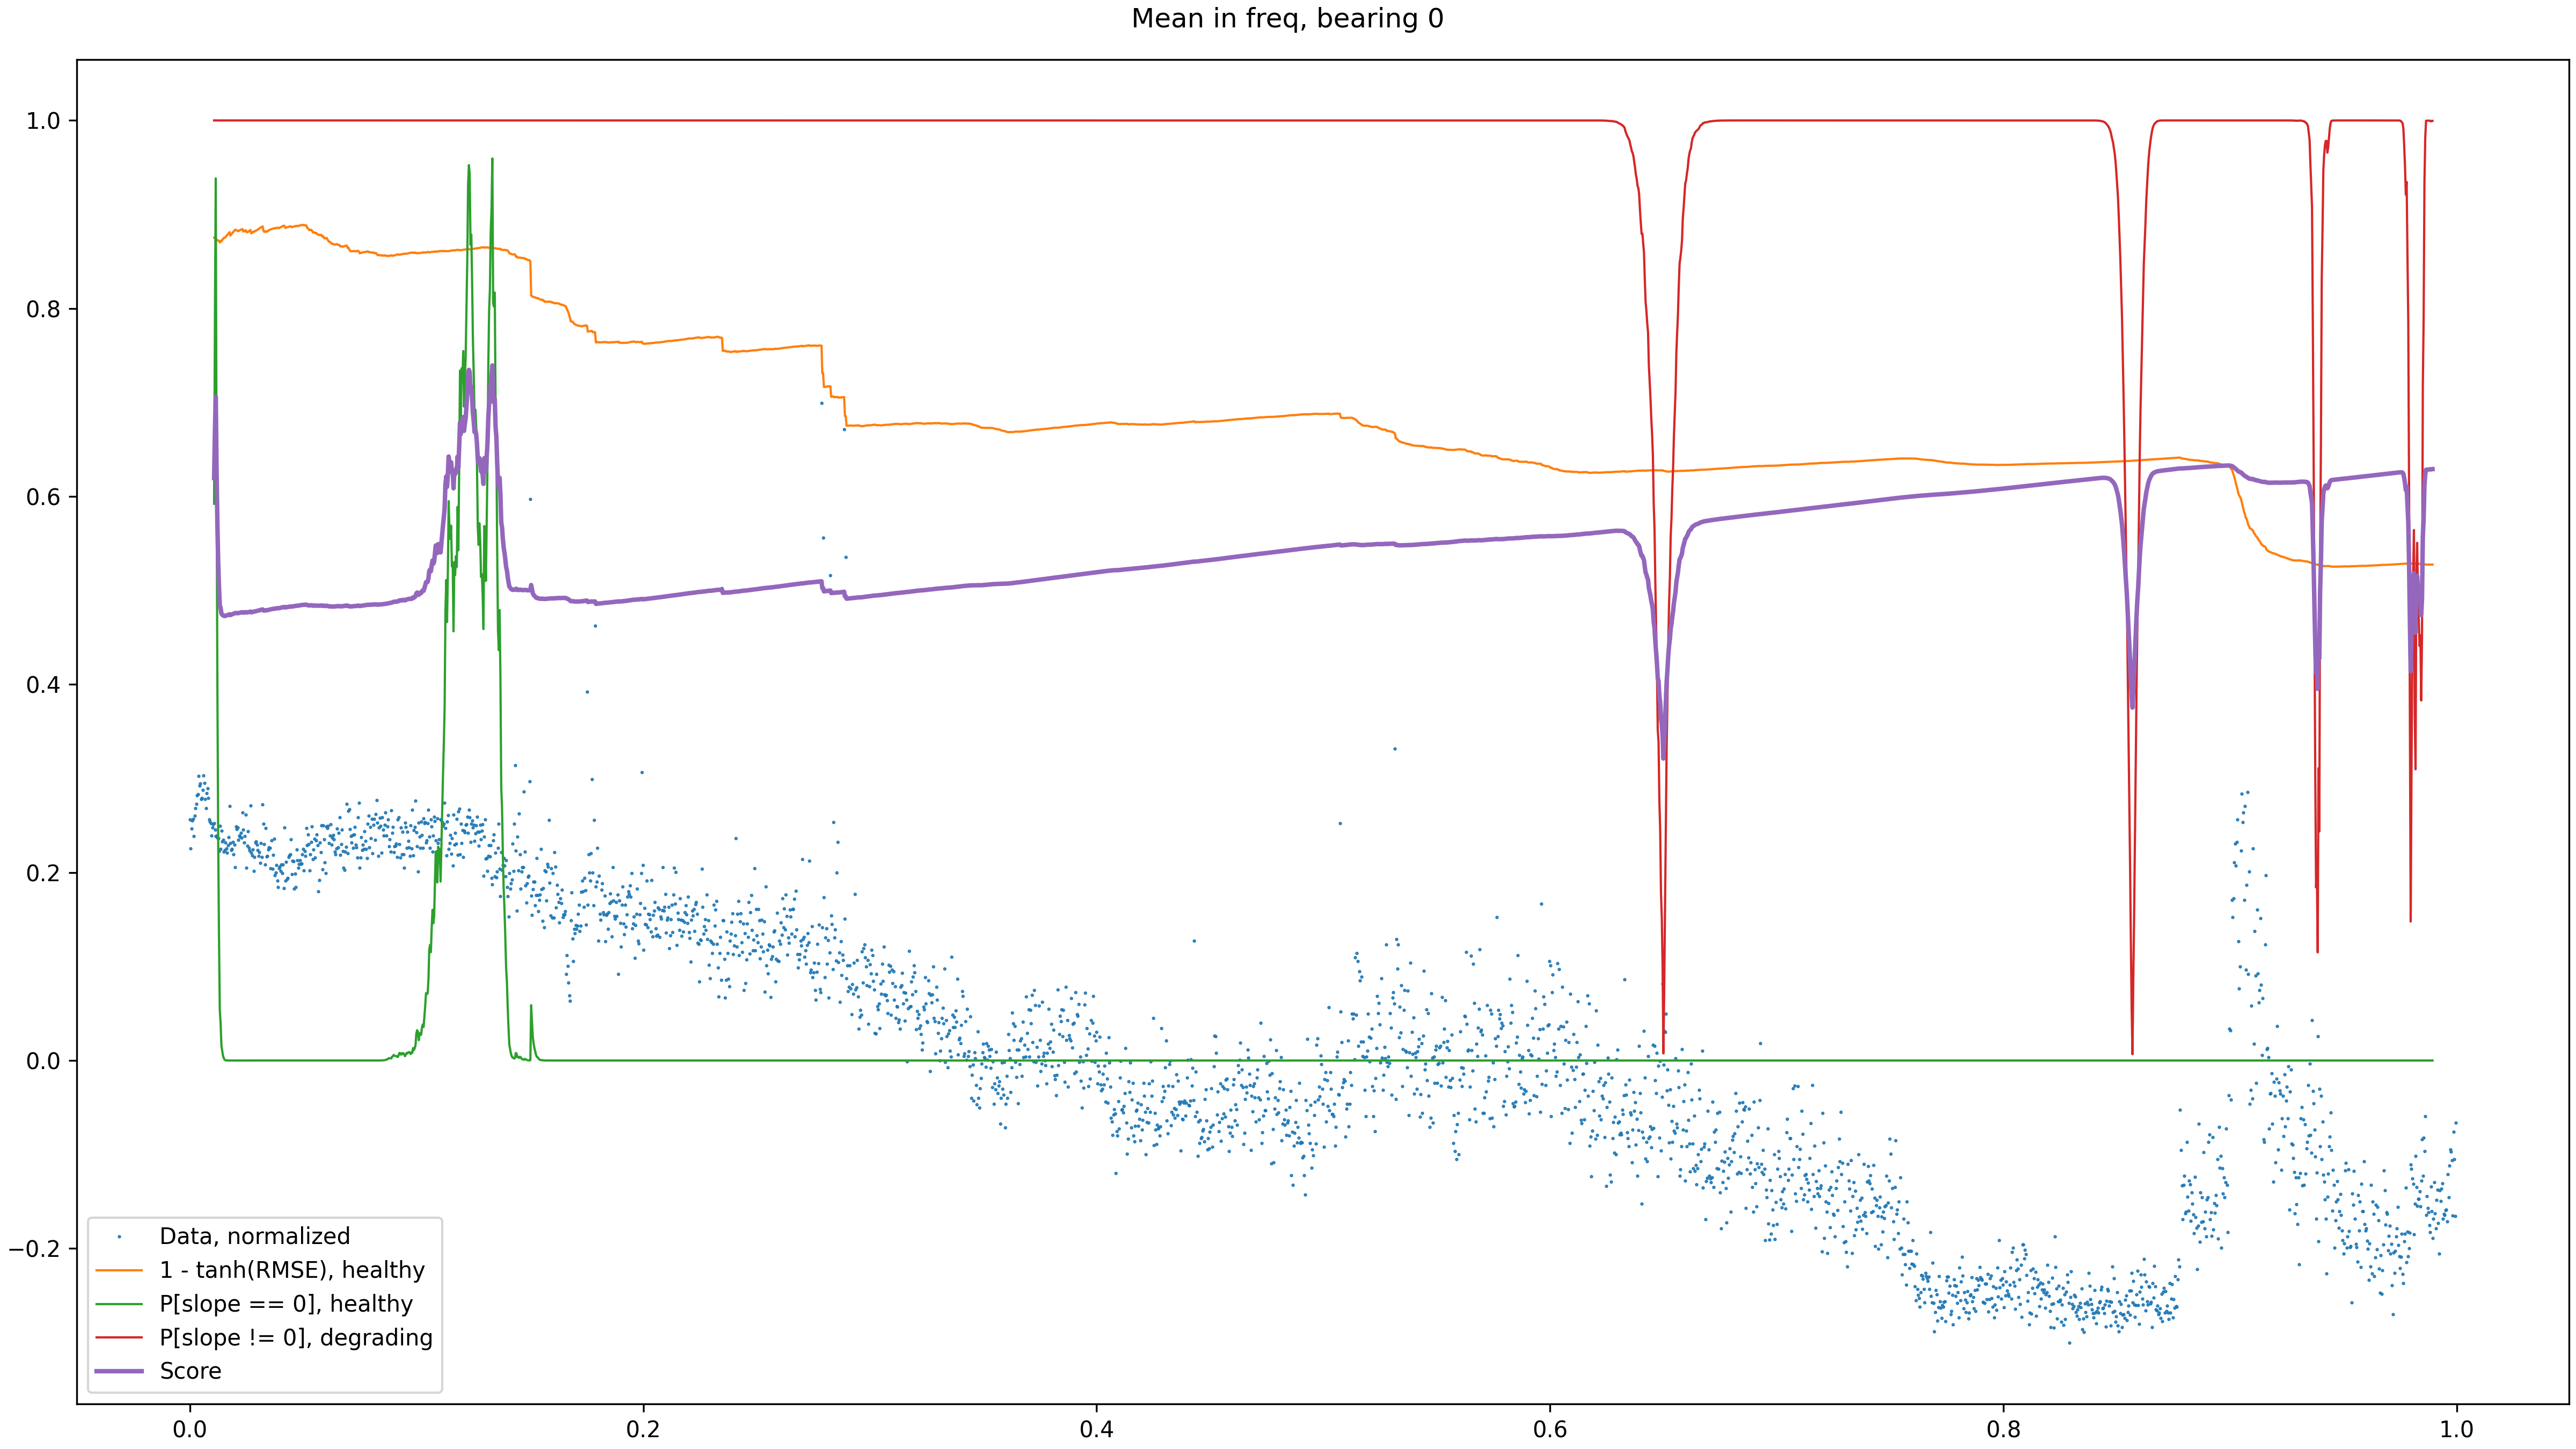 Mean in freq, bearing 0
1.0
0.8
0.6
0.4
0.2
0.0
−0.2
Data, normalized
1 - tanh(RMSE), healthy
P[slope == 0], healthy
P[slope != 0], degrading
Score
0.0 0.2 0.4 0.6 0.8 1.0